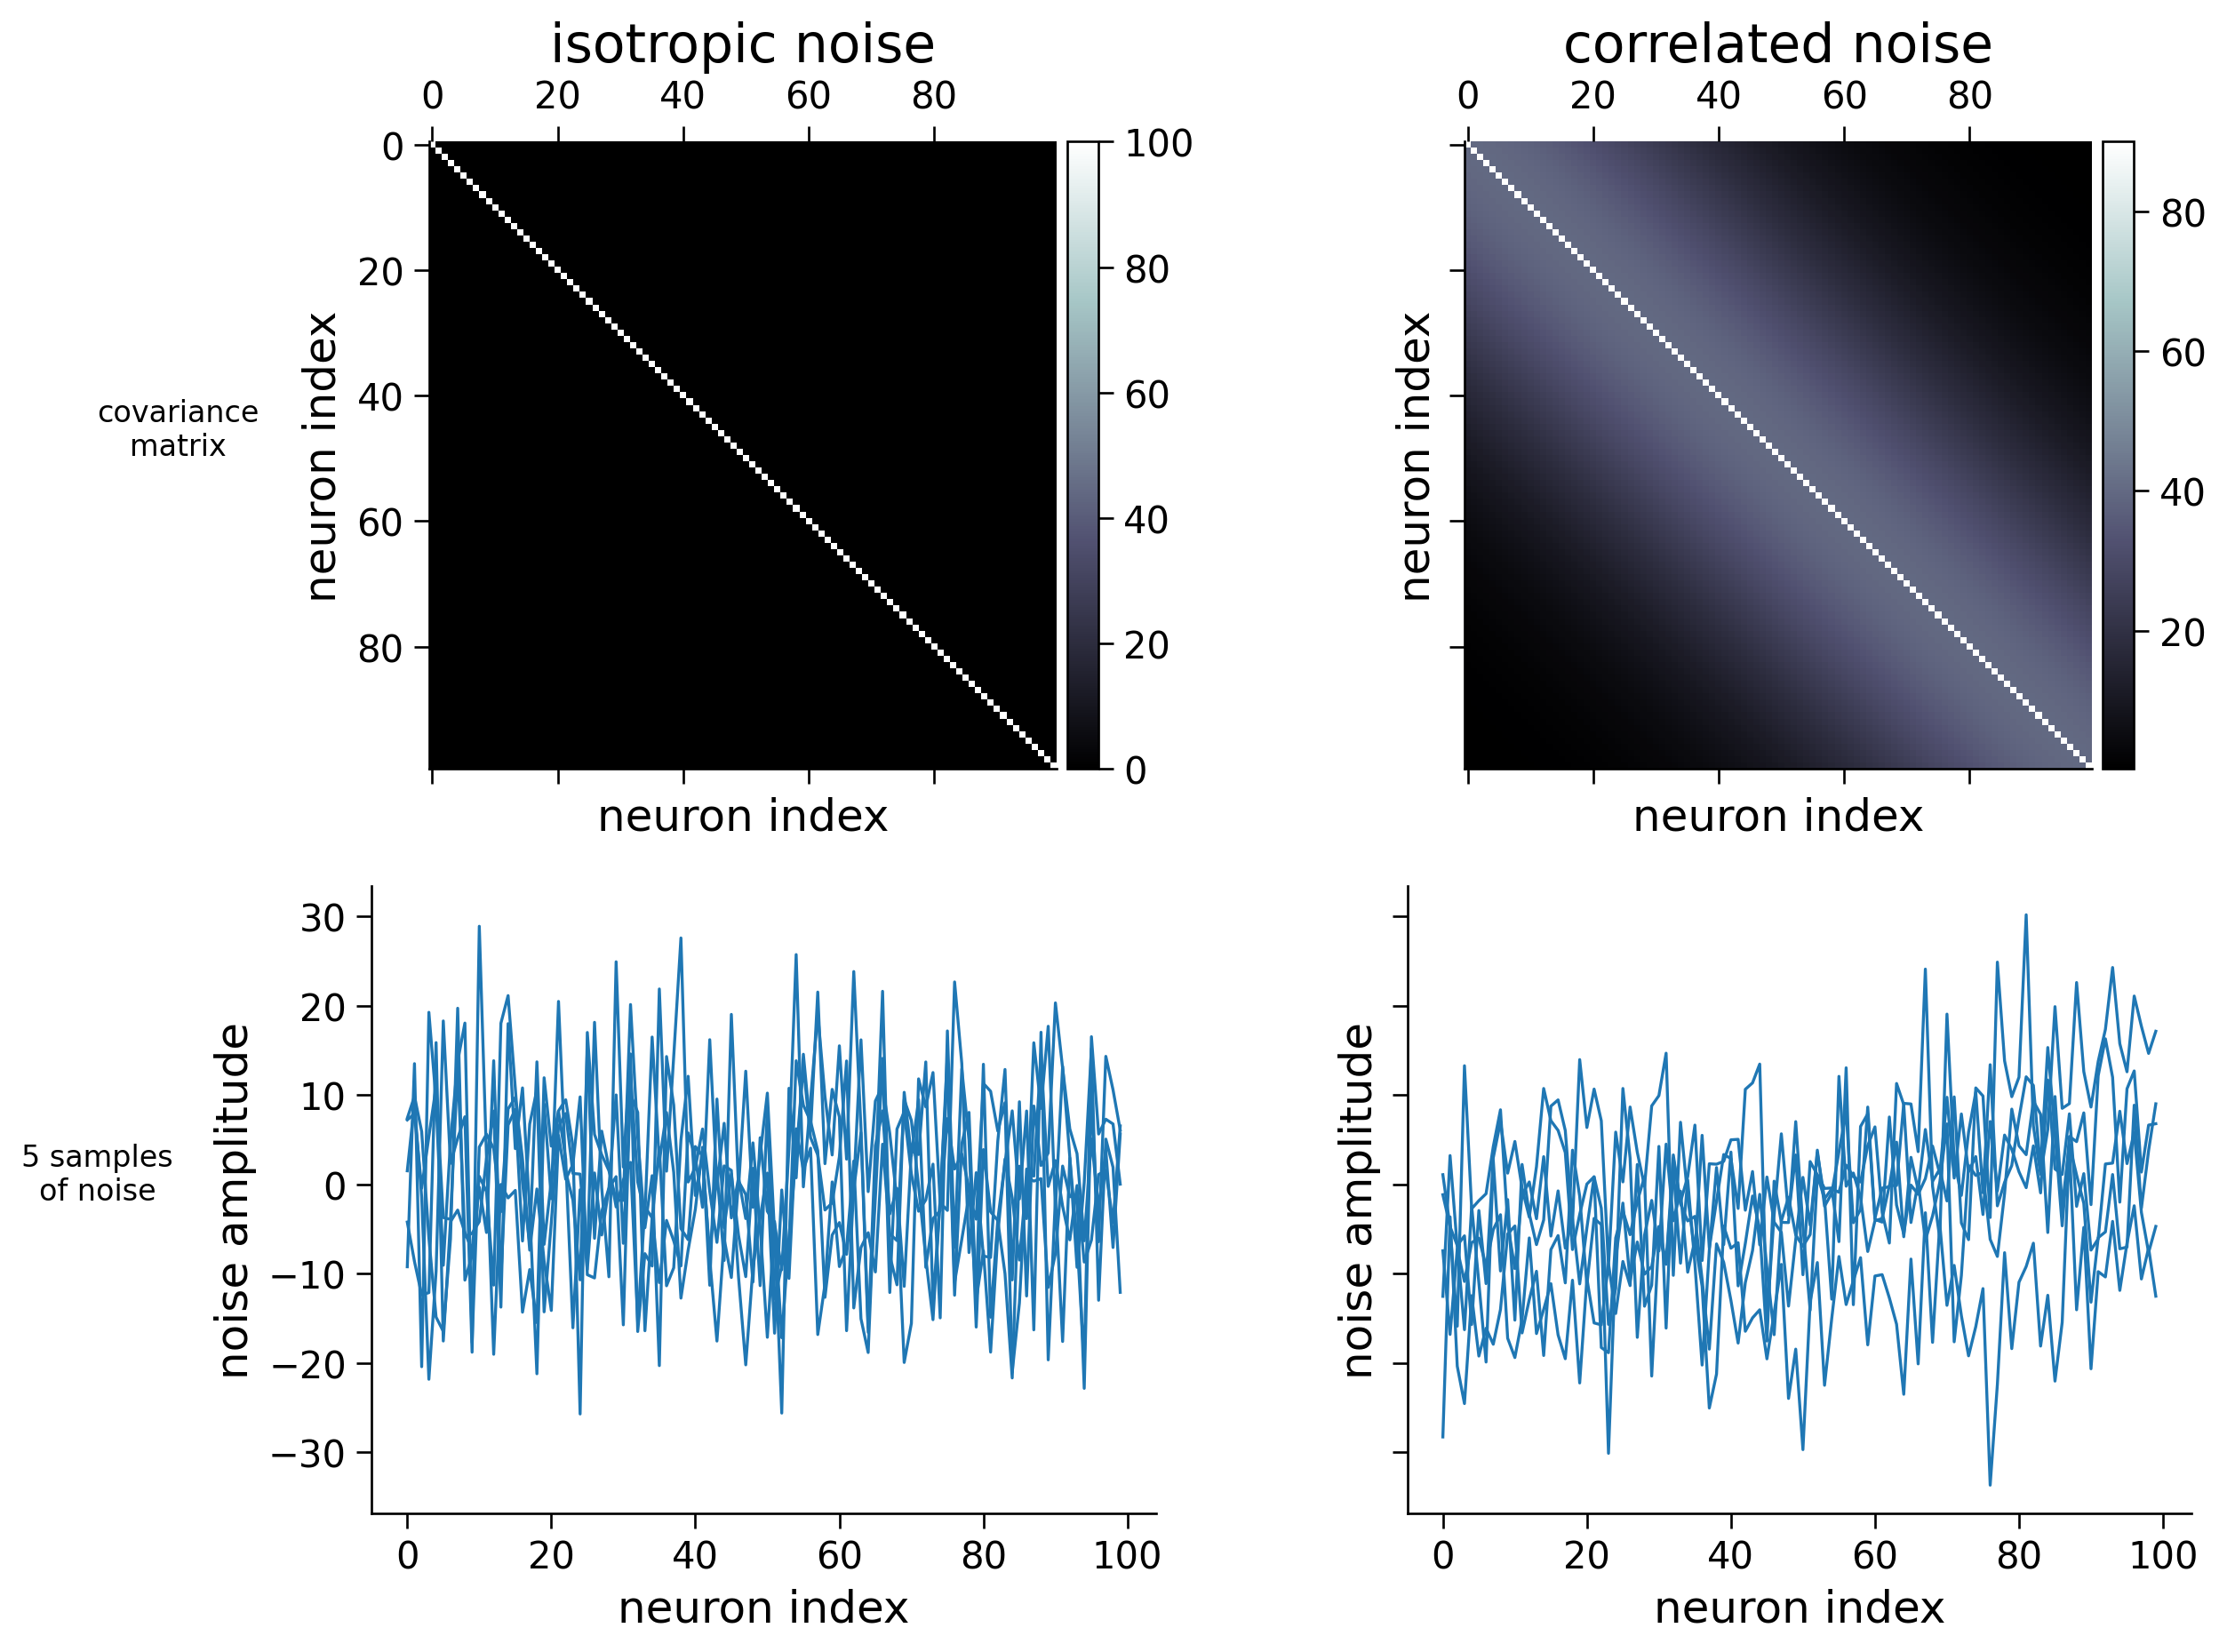 isotropic noise
correlated noise
0 20 40 60 80
0 20 40 60 80
0
20
40
60
80
neuron index
covariance
matrix
100
80
60
40
20
0
neuron index
80
60
40
20
neuron index
neuron index
5 samples
of noise
noise amplitude
30
20
10
0
−10
−20
−30
noise amplitude
0 20 40 60 80 100
0 20 40 60 80 100
neuron index
neuron index